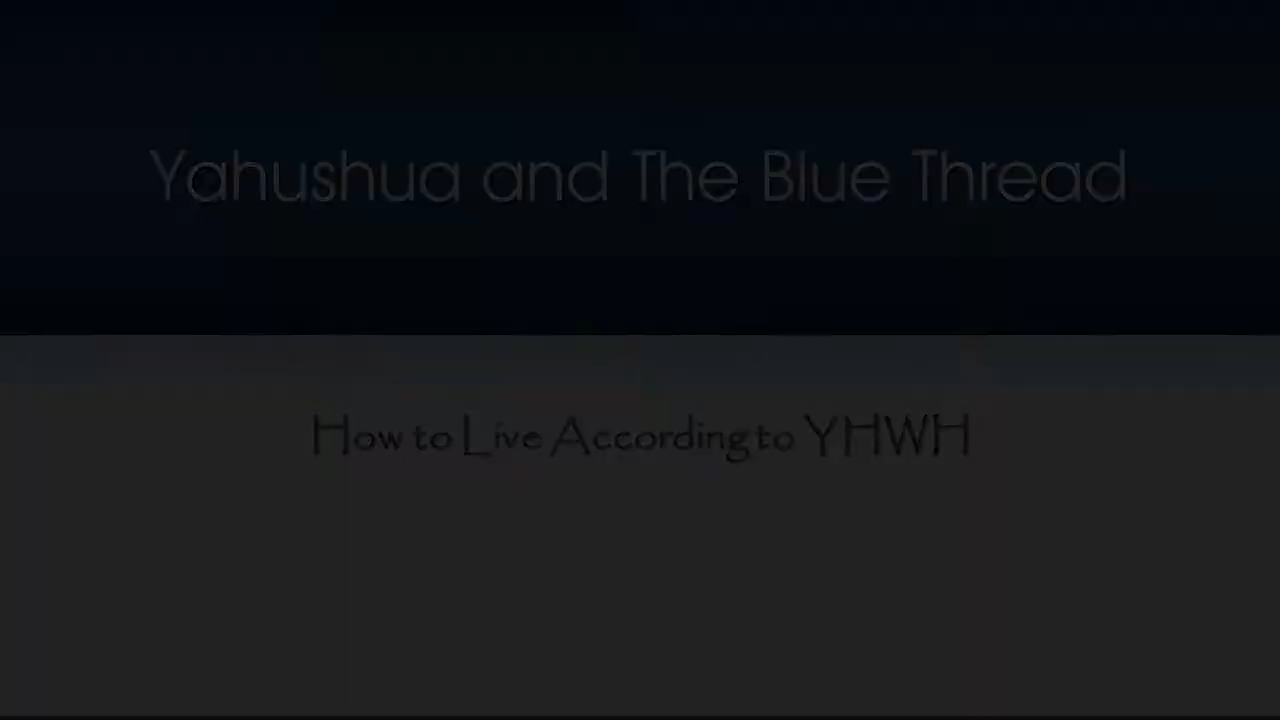 Yahushua and The Blue Thread
How to Live According to YHWH